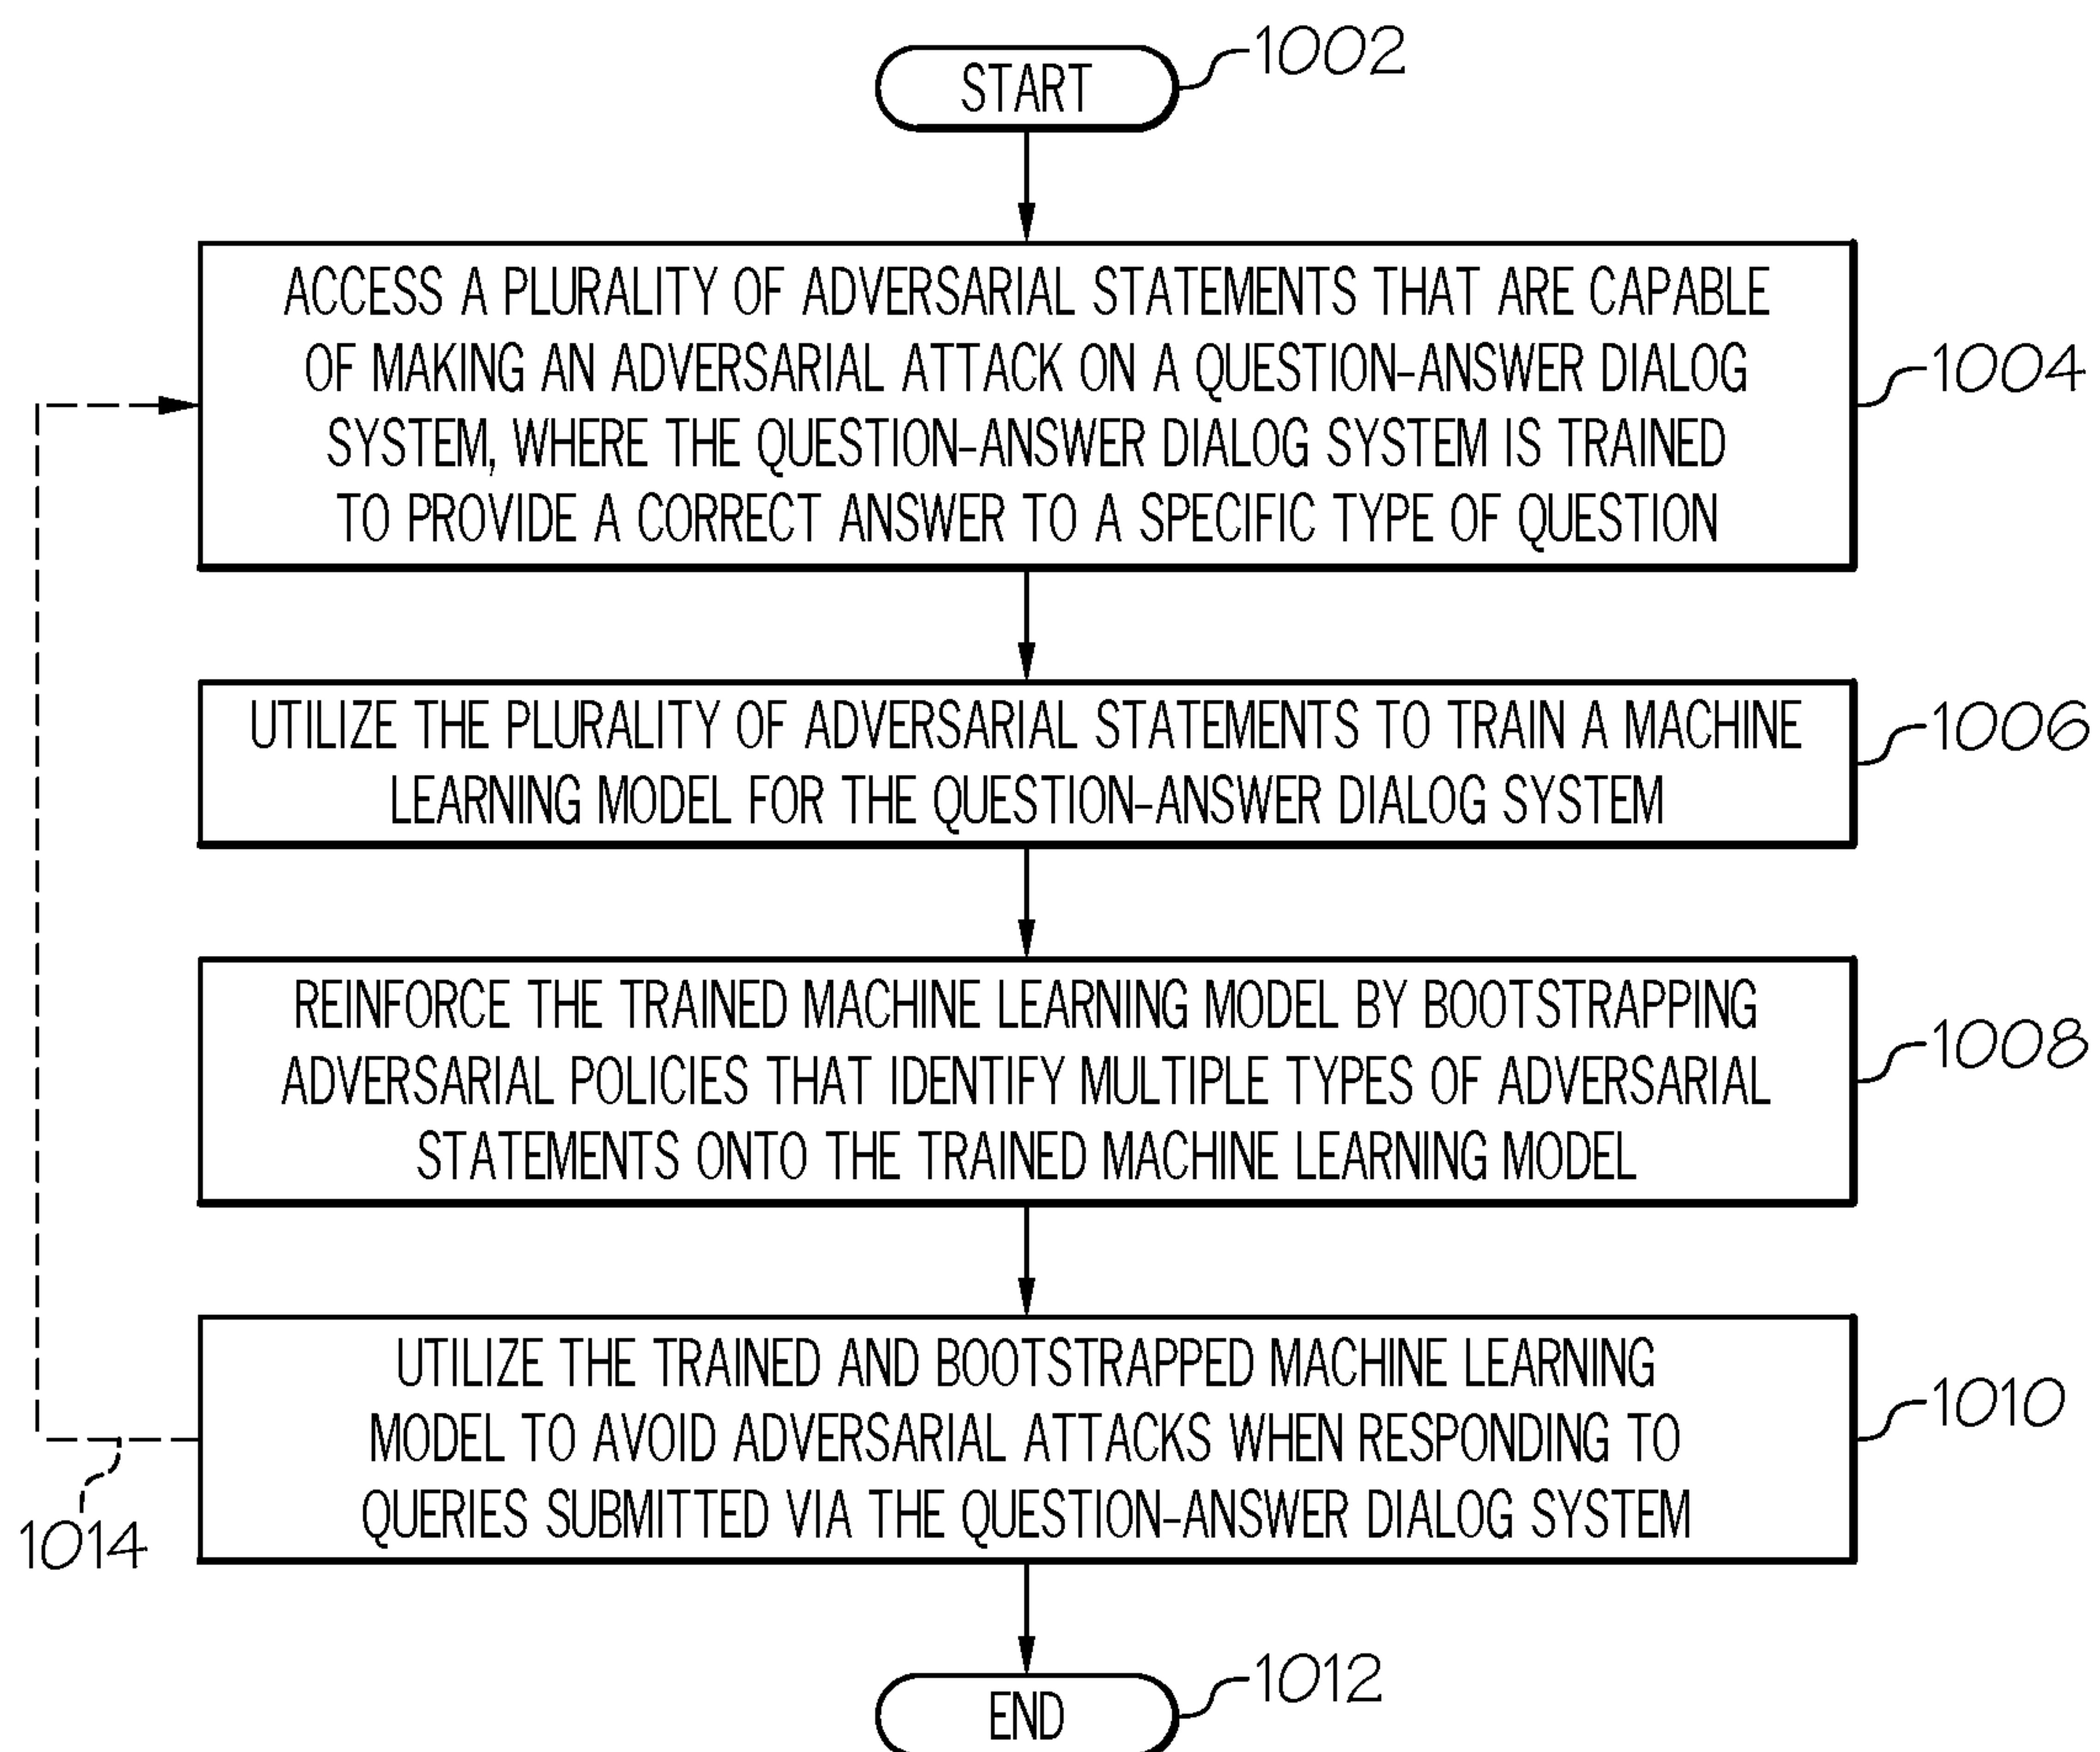 START
1002
ACCESS A PLURALITY OF ADVERSARIAL STATEMENTS THAT ARE CAPABLE
OF MAKING AN ADVERSARIAL ATTACK ON A QUESTION-ANSWER DIALOG
SYSTEM, WHERE THE QUESTION-ANSWER DIALOG SYSTEM IS TRAINED
TO PROVIDE A CORRECT ANSWER TO A SPECIFIC TYPE OF QUESTION
1004
UTILIZE THE PLURALITY OF ADVERSARIAL STATEMENTS TO TRAIN A MACHINE
LEARNING MODEL FOR THE QUESTION-ANSWER DIALOG SYSTEM
1006
REINFORCE THE TRAINED MACHINE LEARNING MODEL BY BOOTSTRAPPING
ADVERSARIAL POLICIES THAT IDENTIFY MULTIPLE TYPES OF ADVERSARIAL
STATEMENTS ONTO THE TRAINED MACHINE LEARNING MODEL
1008
UTILIZE THE TRAINED AND BOOTSTRAPPED MACHINE LEARNING
MODEL TO AVOID ADVERSARIAL ATTACKS WHEN RESPONDING TO
QUERIES SUBMITTED VIA THE QUESTION-ANSWER DIALOG SYSTEM
1010
1014
END
1012